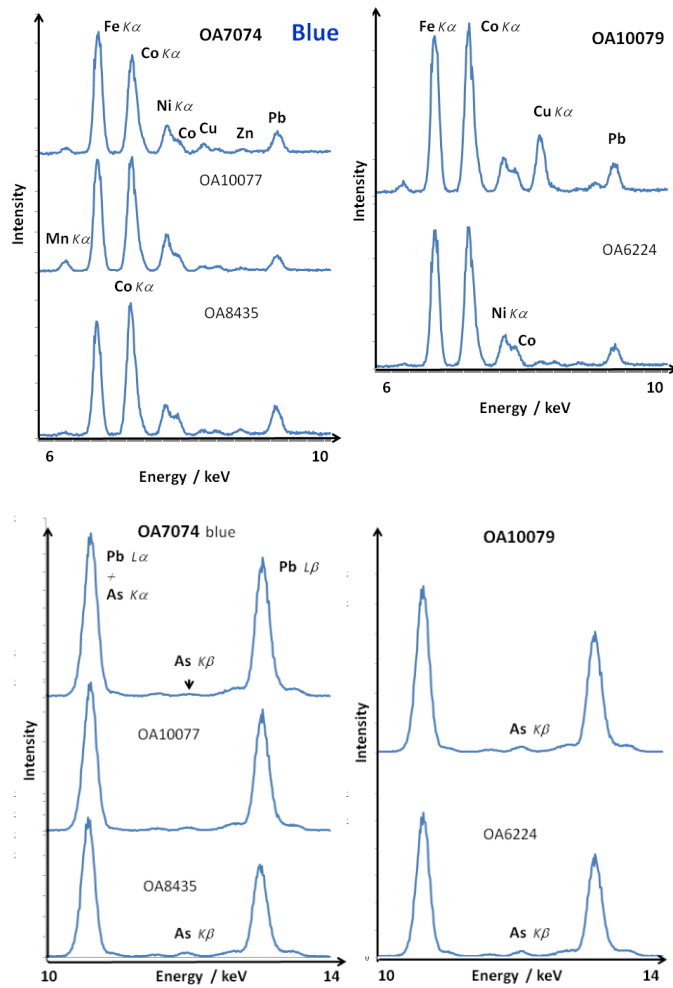 Fe Kα
OA7074
Blue
Co Kα
Ni Kα
Co
Cu
Zn
Pb
OA10077
Mn Kα
Co Kα
OA8435
Intensity
6
10
Energy / keV
Fe Kα
Co Kα
OA10079
Cu Kα
Pb
OA6224
Ni Kα
Co
Intensity
6
10
Energy / keV
OA7074 blue
Pb Lα
+
As Kα
Pb Lβ
As Kβ
OA10077
OA8435
As Kβ
Intensity
10
14
Energy / keV
OA10079
As Kβ
OA6224
As Kβ
Intensity
10
14
Energy / keV